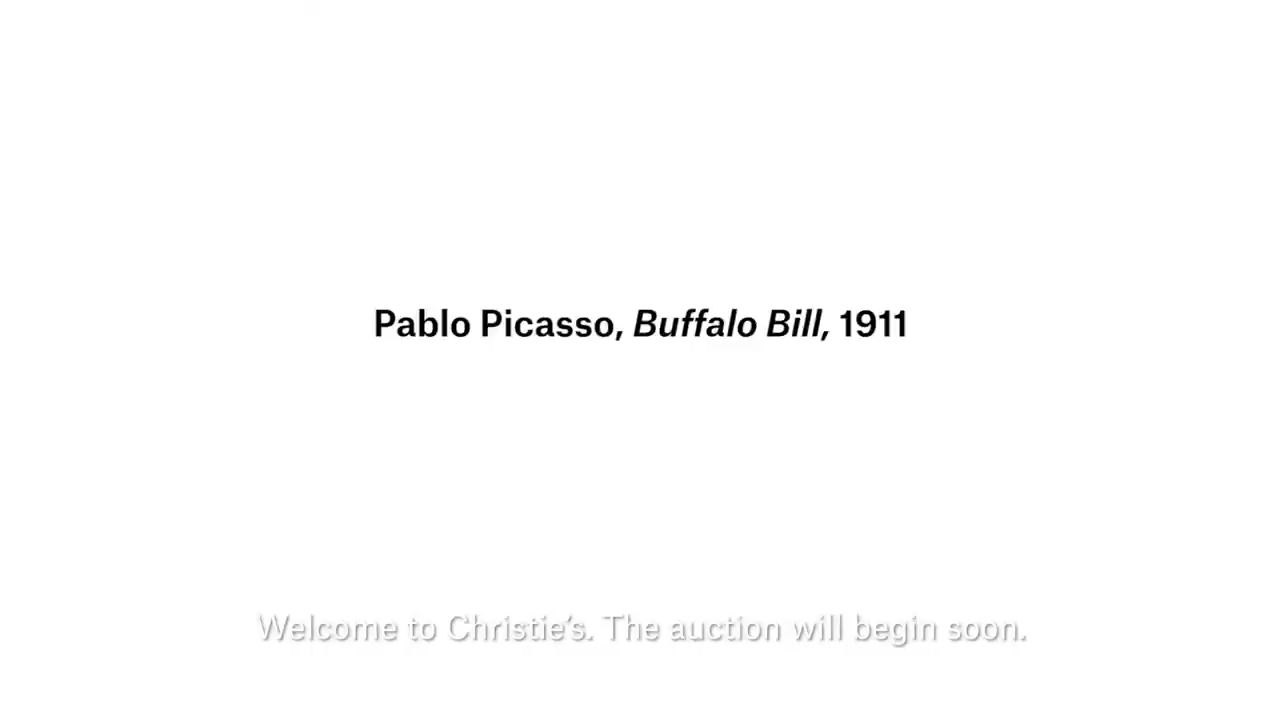 Pablo Picasso, Buffalo Bill, 1911
Welcome to Christie's. The auction will begin soon.